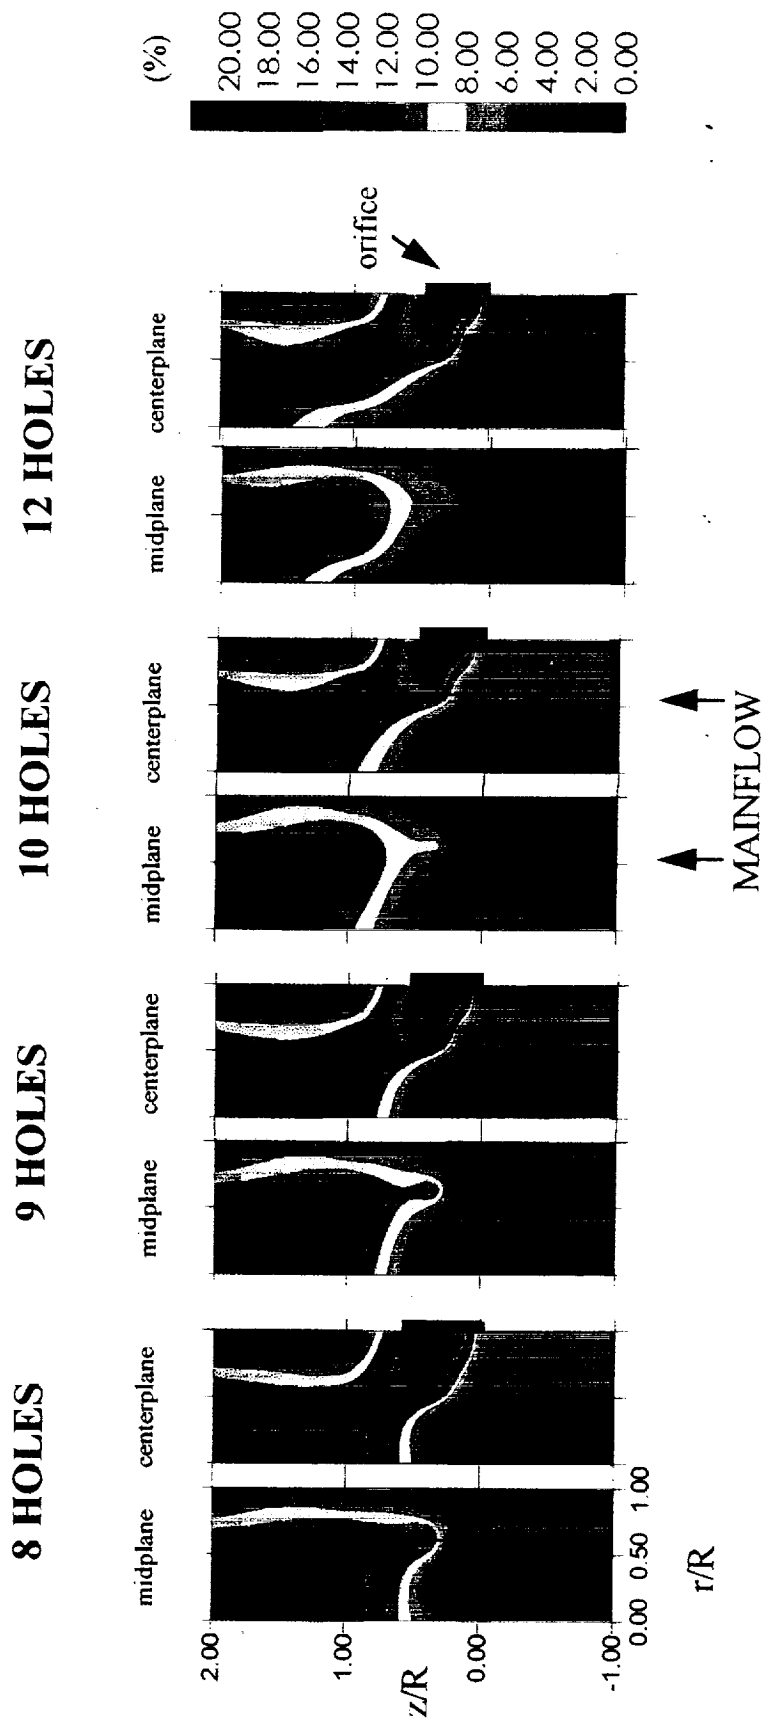 8 HOLES
9 HOLES
10 HOLES
12 HOLES
midplane
centerplane
midplane
centerplane
midplane
centerplane
midplane
centerplane
(%)
20.00
18.00
16.00
14.00
12.00
10.00
8.00
6.00
4.00
2.00
0.00
orifice
2.00
1.00
z/R
0.00
-1.00
0.00 0.50 1.00
r/R
MAINFLOW